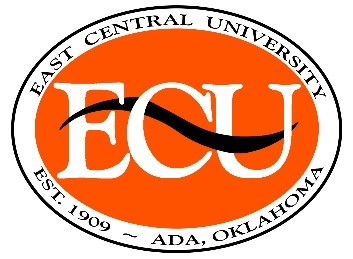 EAST CENTRAL UNIVERSITY
ECU
EST. 1909 ~ ADA, OKLAHOMA